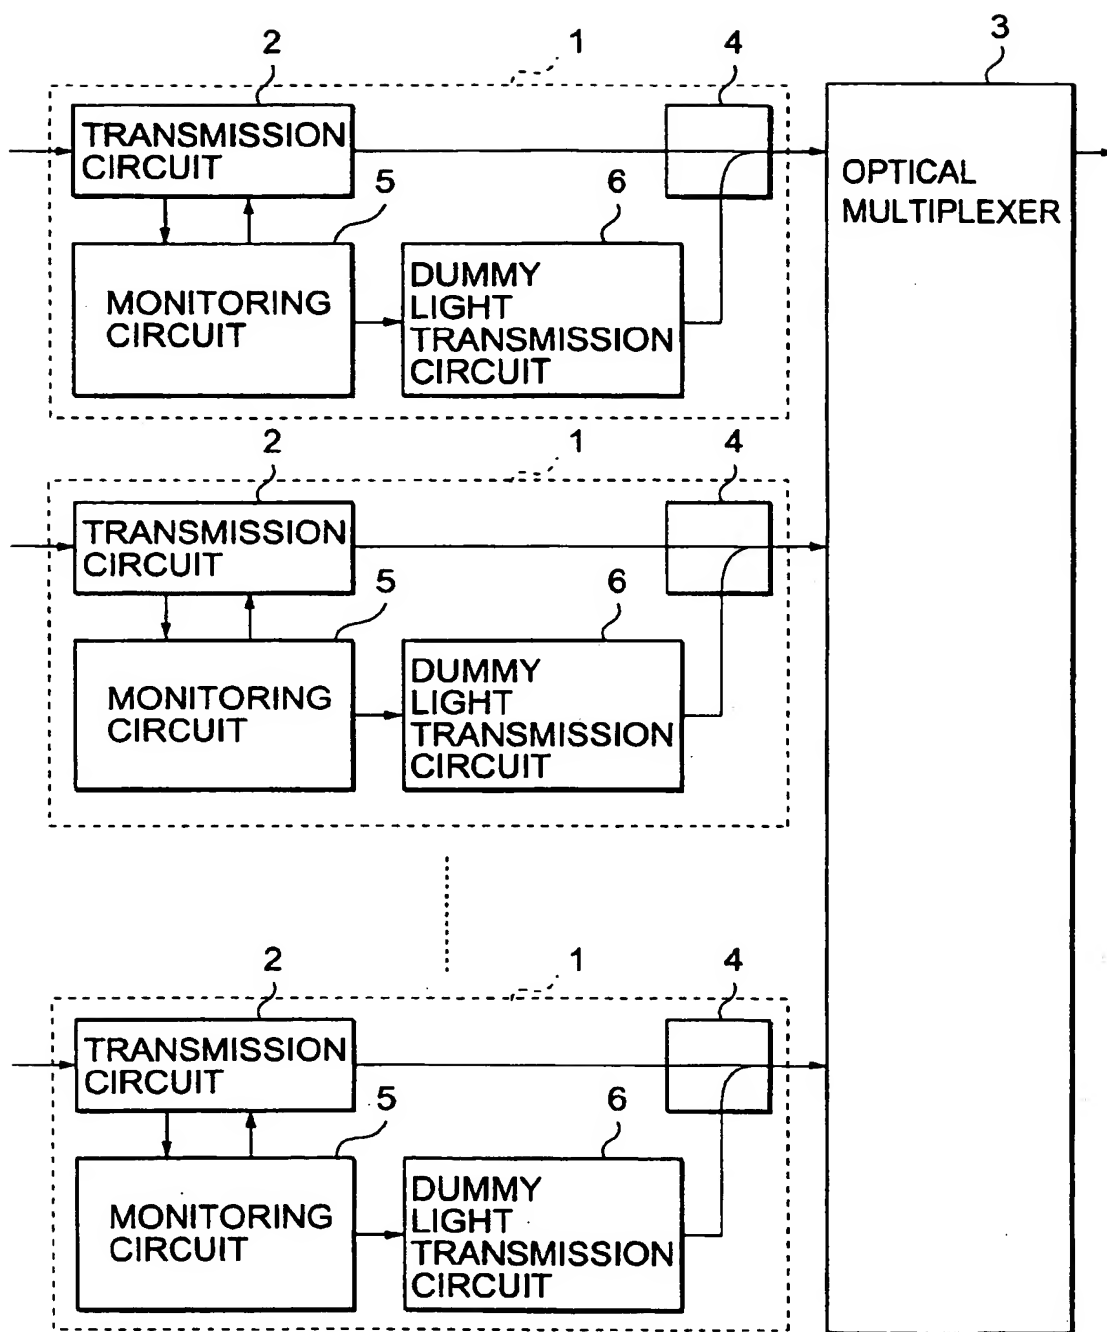 3
2
1
4
TRANSMISSION
CIRCUIT
OPTICAL
MULTIPLEXER
5
6
MONITORING
CIRCUIT
DUMMY
LIGHT
TRANSMISSION
CIRCUIT
2
1
4
TRANSMISSION
CIRCUIT
5
6
MONITORING
CIRCUIT
DUMMY
LIGHT
TRANSMISSION
CIRCUIT
2
1
4
TRANSMISSION
CIRCUIT
5
6
MONITORING
CIRCUIT
DUMMY
LIGHT
TRANSMISSION
CIRCUIT